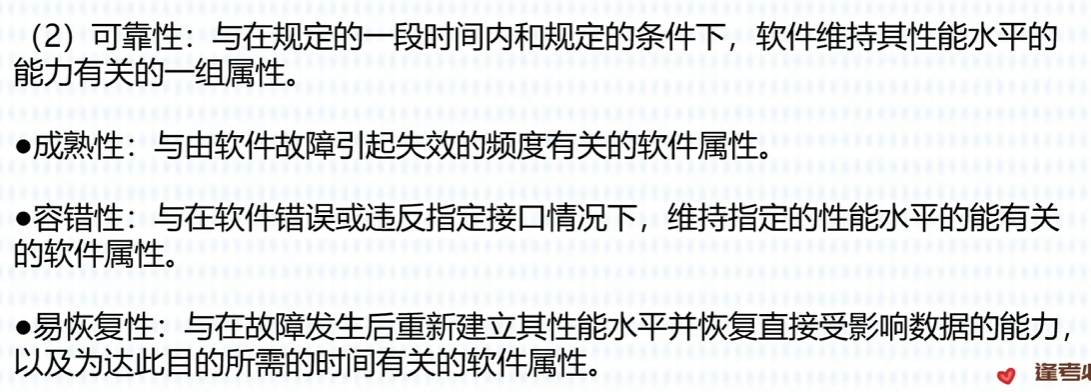 （2）可靠性：与在规定的一段时间内和规定的条件下，软件维持其性能水平的
能力有关的一组属性。
●成熟性：与由软件故障引起失效的频度有关的软件属性。
●容错性：与在软件错误或违反指定接口情况下，维持指定的性能水平的能有关
的软件属性。
●易恢复性：与在故障发生后重新建立其性能水平并恢复直接受影响数据的能力，
以及为达此目的所需的时间有关的软件属性。
逢考